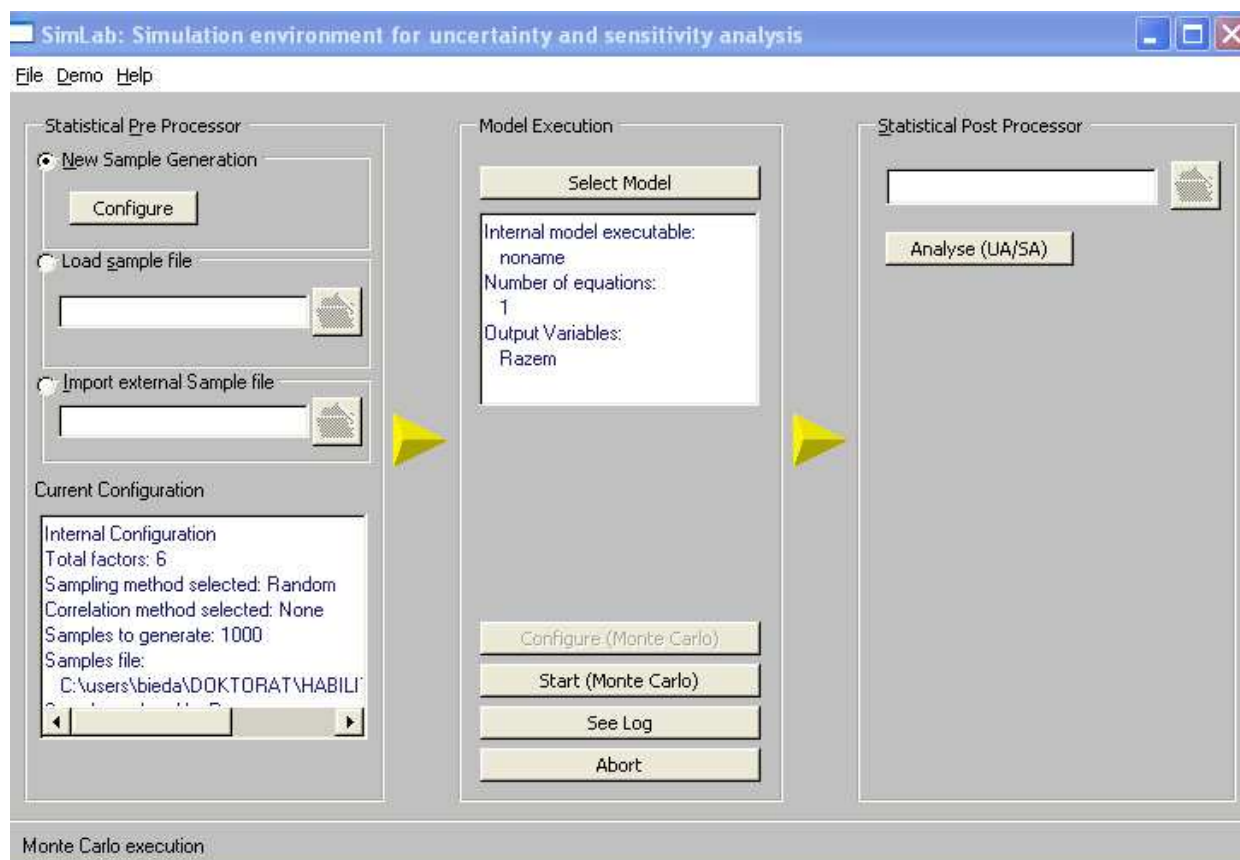 SimLab: Simulation environment for uncertainty and sensitivity analysis
File Demo Help
Statistical Pre Processor
New Sample Generation
Configure
Load sample file
Import external Sample file
Current Configuration
Internal Configuration
Total factors: 6
Sampling method selected: Random
Correlation method selected: None
Samples to generate: 1000
Samples file:
C:\users\bieda\DOKTORAT\HABILI
Model Execution
Select Model
Internal model executable:
noname
Number of equations:
1
Output Variables:
Razem
Configure (Monte Carlo)
Start (Monte Carlo)
See Log
Abort
Statistical Post Processor
Analyse (UA/SA)
Monte Carlo execution